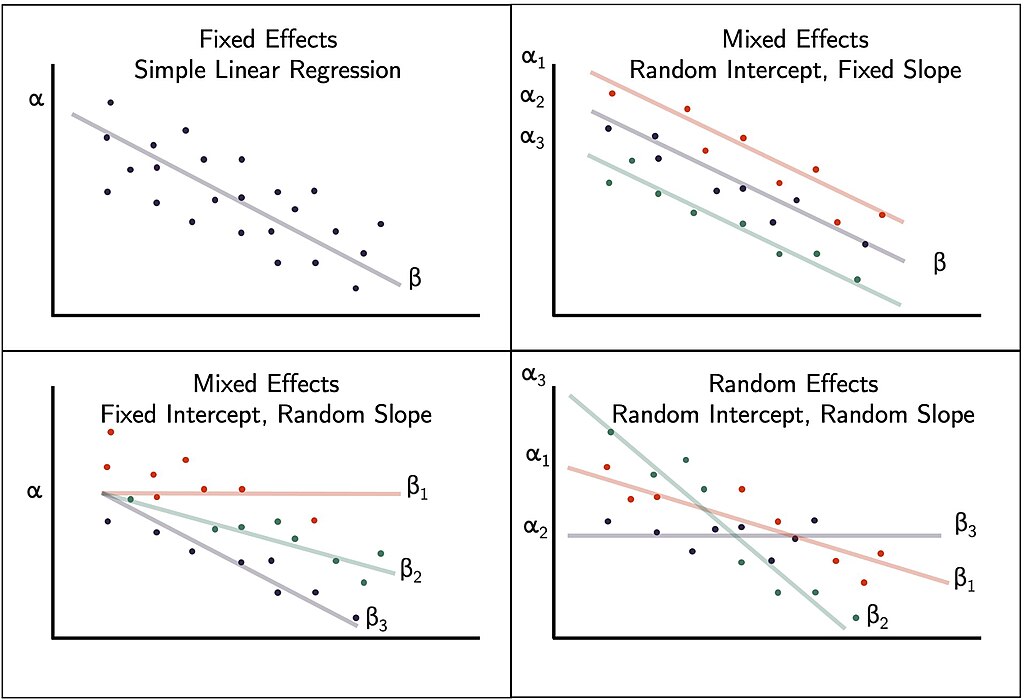 Fixed Effects
Simple Linear Regression
α
β
Mixed Effects
Random Intercept, Fixed Slope
α1
α2
α3
β
Mixed Effects
Fixed Intercept, Random Slope
α
β1
β2
β3
Random Effects
Random Intercept, Random Slope
α3
α1
α2
β3
β1
β2